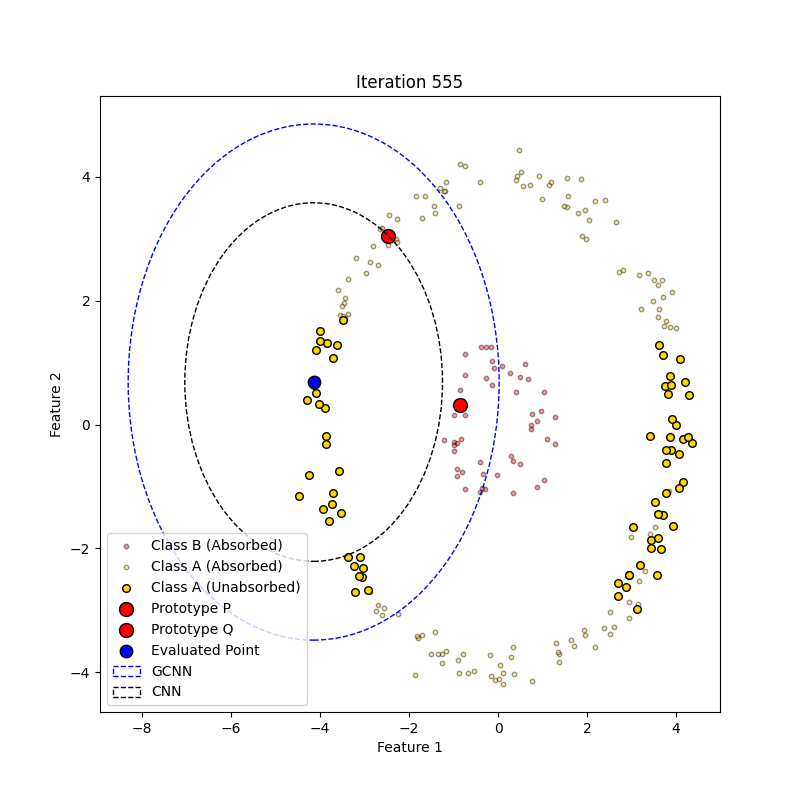 Iteration 555
4
2
0
−2
−4
Feature 2
Class B (Absorbed)
Class A (Absorbed)
Class A (Unabsorbed)
Prototype P
Prototype Q
Evaluated Point
GCNN
CNN
−8 −6 −4 −2 0 2 4
Feature 1